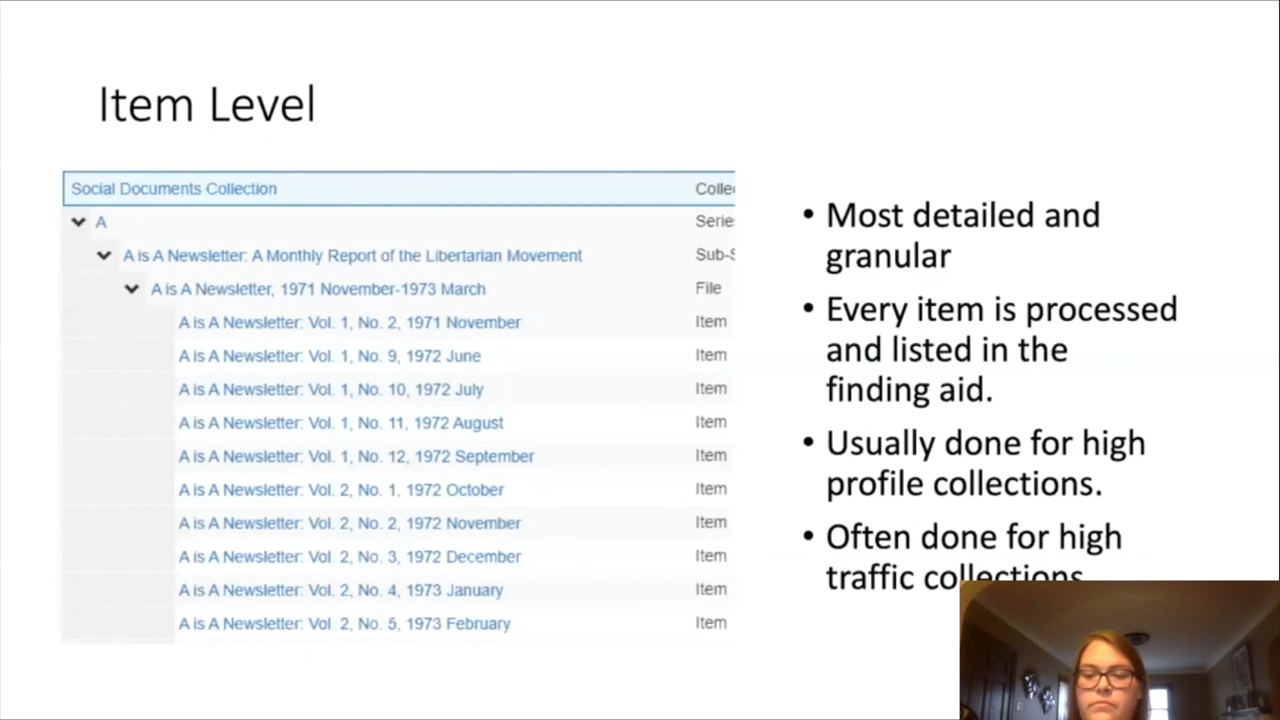 Item Level
Social Documents Collection Colle
A Serie
A is A Newsletter: A Monthly Report of the Libertarian Movement Sub-S
A is A Newsletter, 1971 November-1973 March File
A is A Newsletter: Vol. 1, No. 2, 1971 November Item
A is A Newsletter: Vol. 1, No. 9, 1972 June Item
A is A Newsletter: Vol. 1, No. 10, 1972 July Item
A is A Newsletter: Vol. 1, No. 11, 1972 August Item
A is A Newsletter: Vol. 1, No. 12, 1972 September Item
A is A Newsletter: Vol. 2, No. 1, 1972 October Item
A is A Newsletter: Vol. 2, No. 2, 1972 November Item
A is A Newsletter: Vol. 2, No. 3, 1972 December Item
A is A Newsletter: Vol. 2, No. 4, 1973 January Item
A is A Newsletter: Vol. 2, No. 5, 1973 February Item
• Most detailed and
granular
• Every item is processed
and listed in the
finding aid.
• Usually done for high
profile collections.
• Often done for high
traffic collections